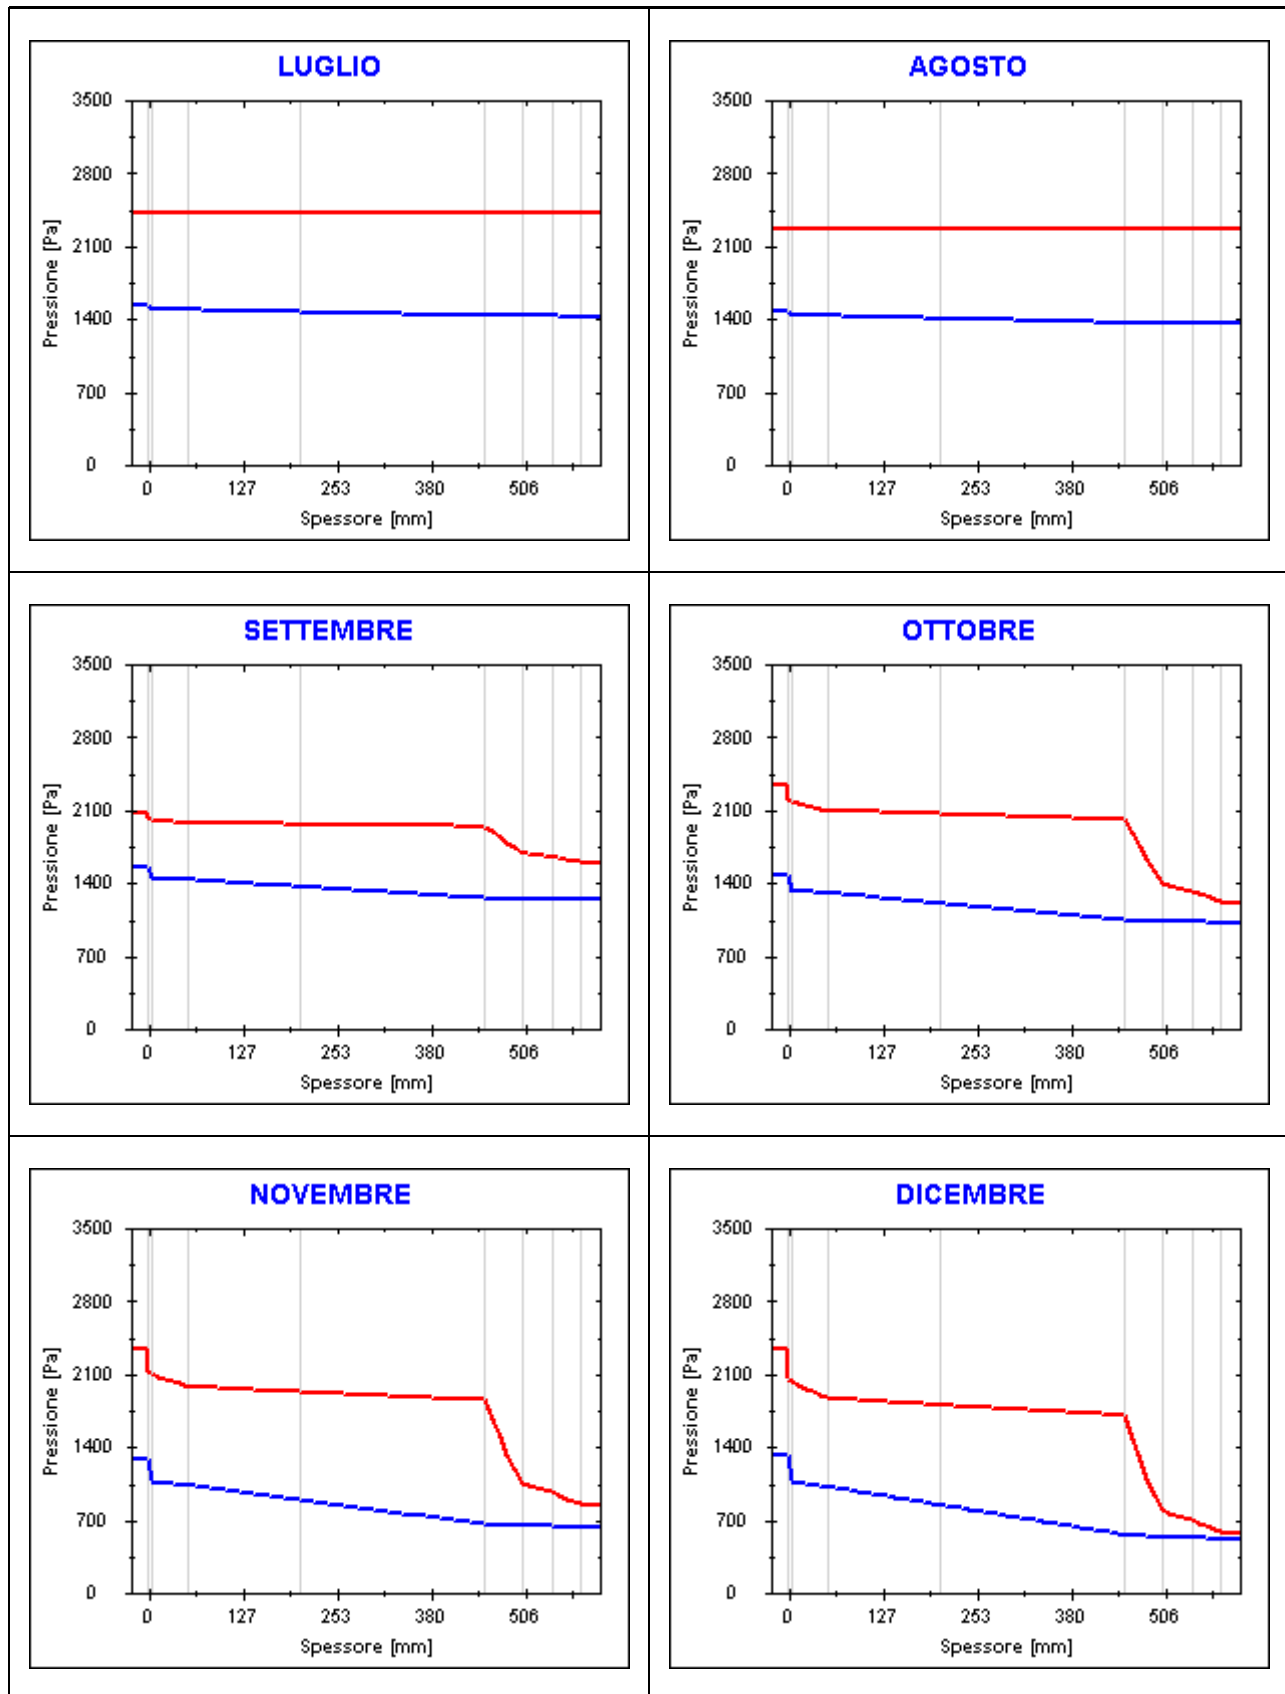 LUGLIO
3500
2800
2100
1400
700
0
Pressione [Pa]
0 127 253 380 506
Spessore [mm]
AGOSTO
3500
2800
2100
1400
700
0
Pressione [Pa]
0 127 253 380 506
Spessore [mm]
SETTEMBRE
3500
2800
2100
1400
700
0
Pressione [Pa]
0 127 253 380 506
Spessore [mm]
OTTOBRE
3500
2800
2100
1400
700
0
Pressione [Pa]
0 127 253 380 506
Spessore [mm]
NOVEMBRE
3500
2800
2100
1400
700
0
Pressione [Pa]
0 127 253 380 506
Spessore [mm]
DICEMBRE
3500
2800
2100
1400
700
0
Pressione [Pa]
0 127 253 380 506
Spessore [mm]